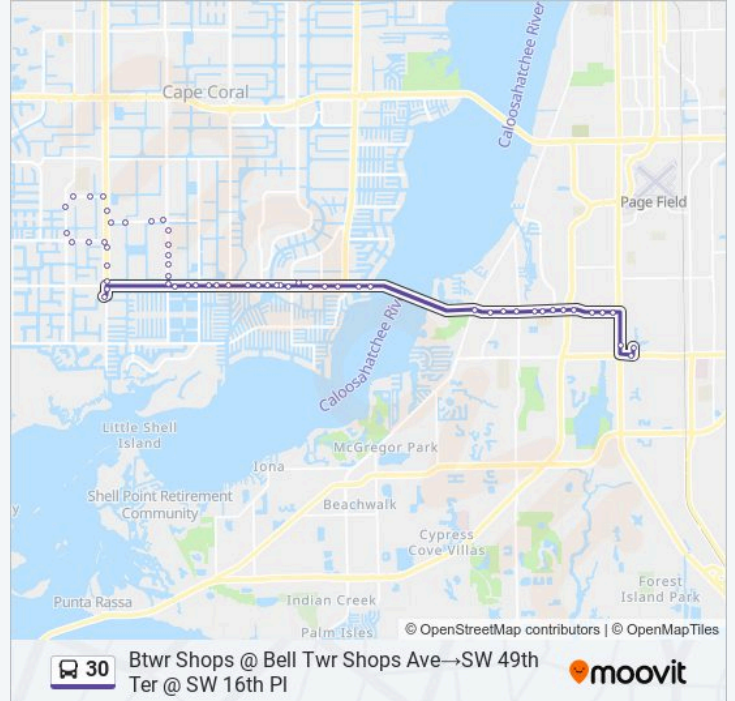 Caloosahatchee River
Cape Coral
Page Field
Caloosahatchee Riv
Little Shell
Island
McGregor Park
Iona
Shell Point Retirement
Community
Beachwalk
y
Cypress
Cove Villas
Forest
Island Park
Punta Rassa
Indian Creek
Palm Isles
© OpenStreetMap contributors | © OpenMapTiles
30
Btwr Shops @ Bell Twr Shops Ave→SW 49th
Ter @ SW 16th Pl
moovit